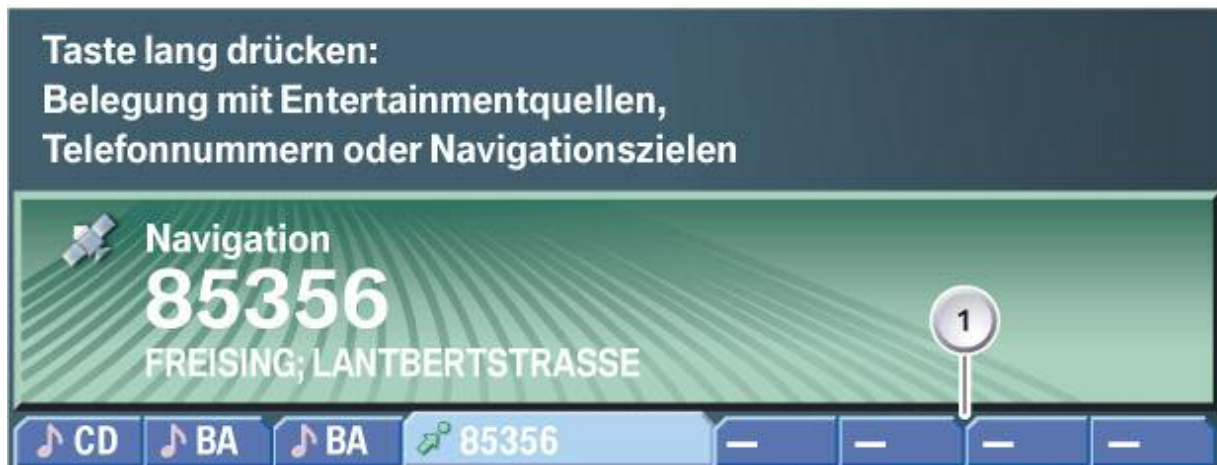 Taste lang drücken:
Belegung mit Entertainmentquellen,
Telefonnummern oder Navigationszielen
Navigation
85356
FREISING; LANTBERTSTRASSE
1
CD BA BA 85356 – – – –